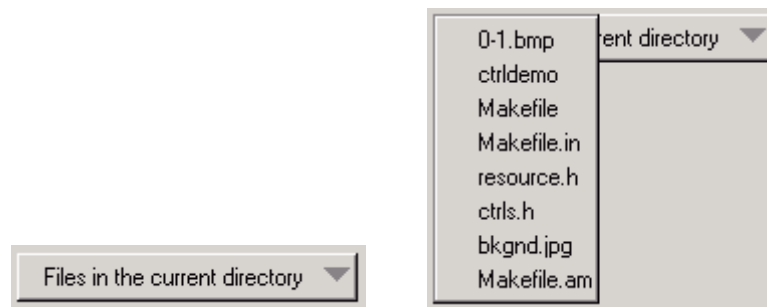 Files in the current directory
0-1.bmp
ent directory
ctrldemo
Makefile
Makefile.in
resource.h
ctrls.h
bkgnd.jpg
Makefile.am